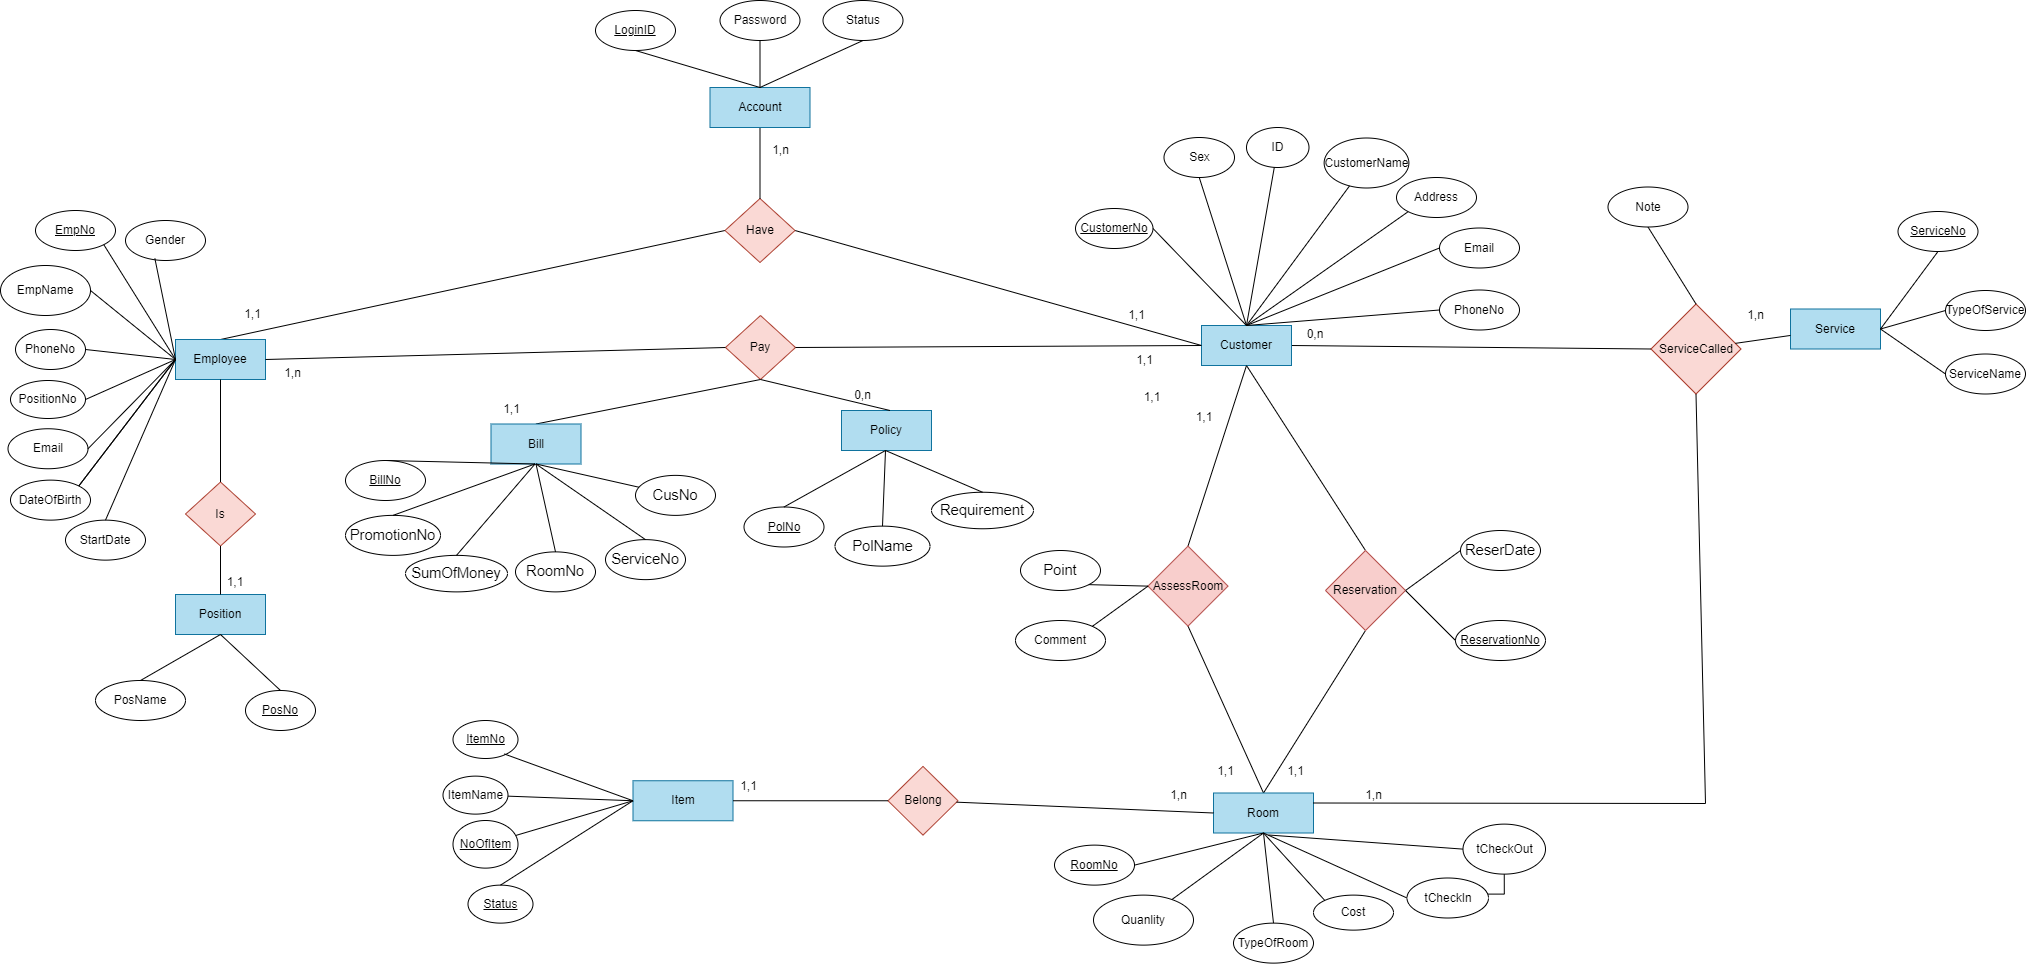 LoginID
Password
Status
Account
1,n
Have
Sex
ID
CustomerName
Address
CustomerNo
Email
PhoneNo
Note
ServiceNo
TypeOfService
ServiceName
Service
1,n
ServiceCalled
EmpNo
Gender
EmpName
PhoneNo
PositionNo
Email
DateOfBirth
StartDate
Employee
1,1
1,n
Pay
1,1
Customer
0,n
1,1
1,1
1,1
1,1
Bill
0,n
Policy
BillNo
PromotionNo
SumOfMoney
RoomNo
ServiceNo
CusNo
PolNo
PolName
Requirement
Is
1,1
Position
PosName
PosNo
Point
Comment
AssessRoom
Reservation
ReserDate
ReservationNo
ItemNo
ItemName
NoOfItem
Status
Item
1,1
Belong
1,n
1,1
1,1
Room
1,n
RoomNo
Quanlity
TypeOfRoom
Cost
tCheckIn
tCheckOut